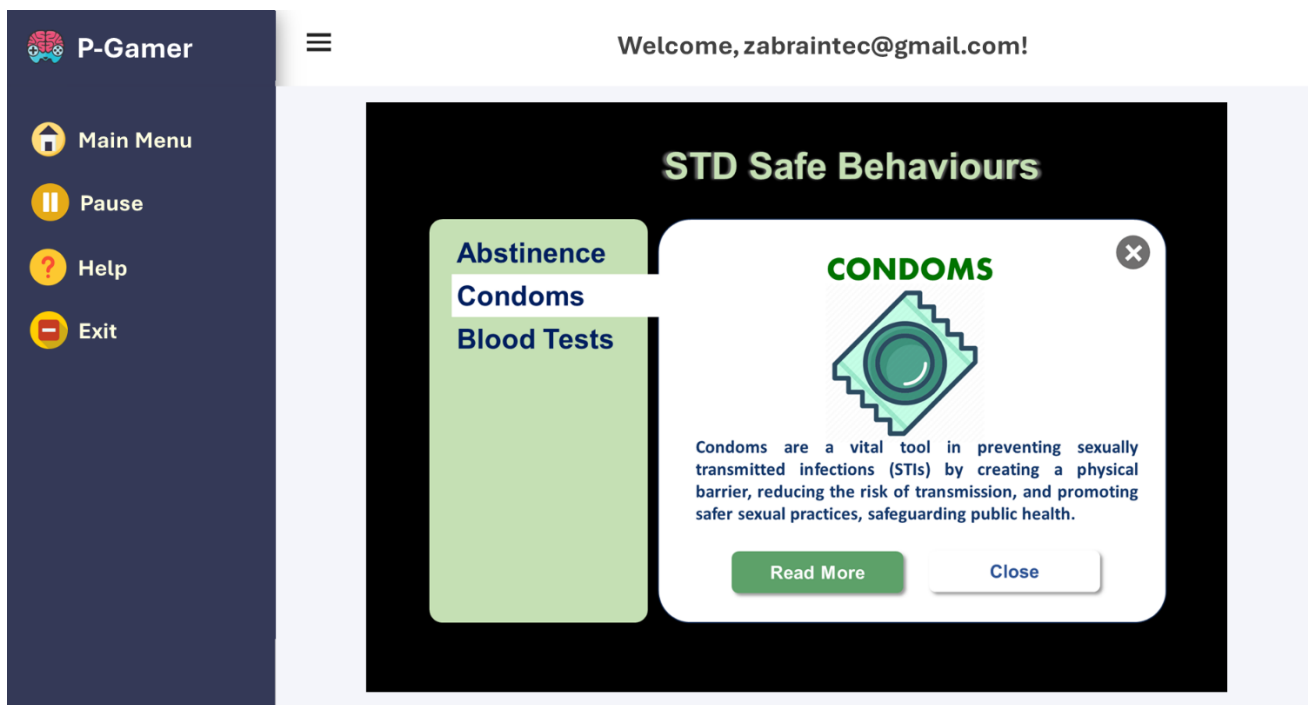 P-Gamer
Welcome, zabraintec@gmail.com!
Main Menu
Pause
Help
Exit
STD Safe Behaviours
Abstinence
Condoms
Blood Tests
CONDOMS
Condoms are a vital tool in preventing sexually
transmitted infections (STIs) by creating a physical
barrier, reducing the risk of transmission, and promoting
safer sexual practices, safeguarding public health.
Read More
Close